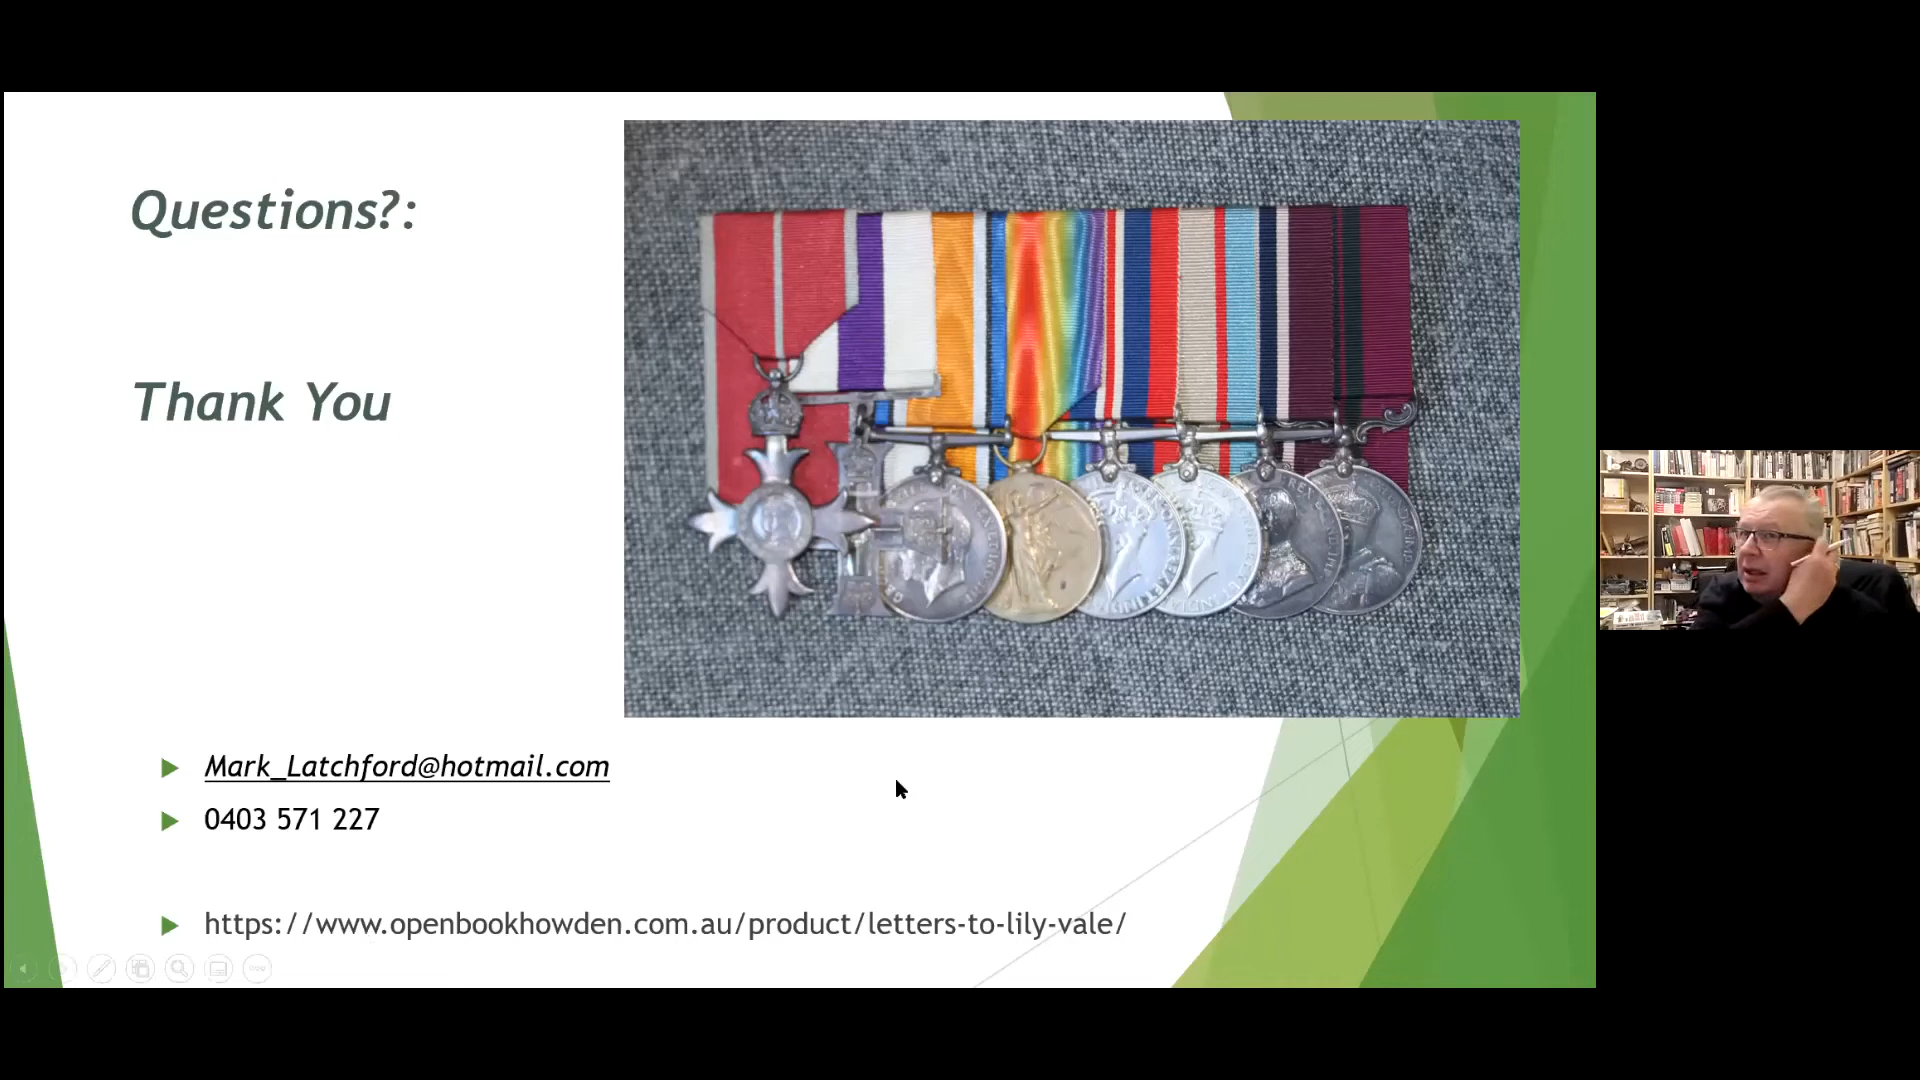 Questions?:
Thank You
Mark_Latchford@hotmail.com
0403 571 227
https://www.openbookhowden.com.au/product/letters-to-lily-vale/